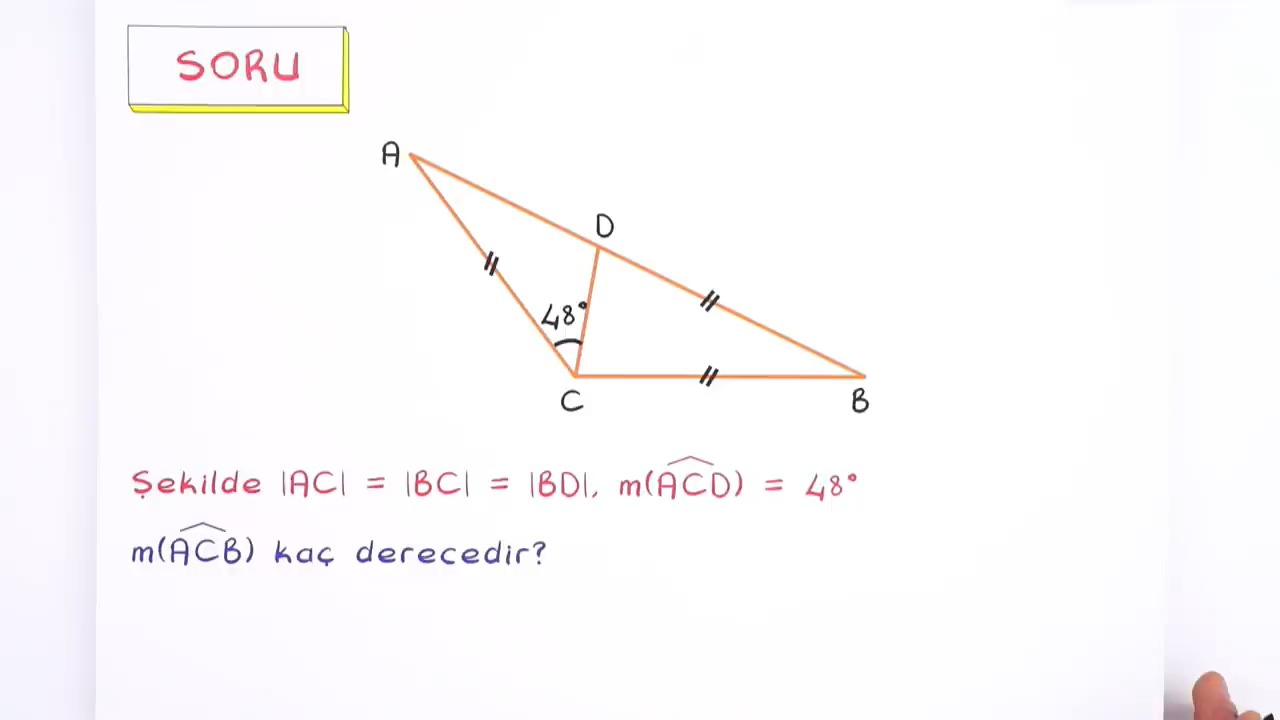 SORU
A
D
48°
C
B
Şekilde |AC| = |BC| = |BD|, m(ACD) = 48°
m(ACB) kaç derecedir?